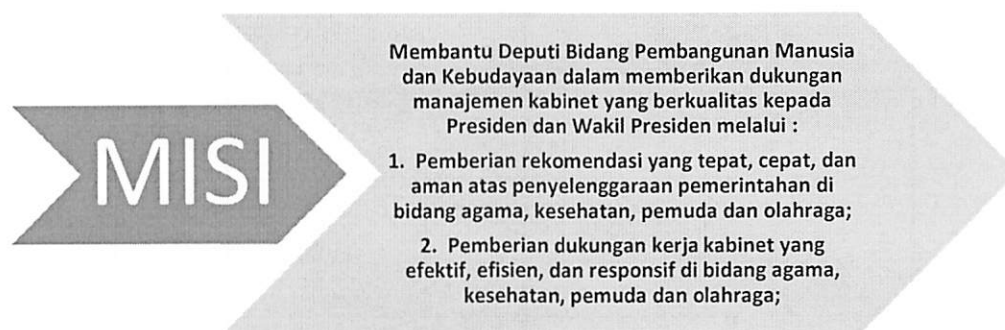 MISI
Membantu Deputi Bidang Pembangunan Manusia
dan Kebudayaan dalam memberikan dukungan
manajemen kabinet yang berkualitas kepada
Presiden dan Wakil Presiden melalui :
1. Pemberian rekomendasi yang tepat, cepat, dan
aman atas penyelenggaraan pemerintahan di
bidang agama, kesehatan, pemuda dan olahraga;
2. Pemberian dukungan kerja kabinet yang
efektif, efisien, dan responsif di bidang agama,
kesehatan, pemuda dan olahraga;